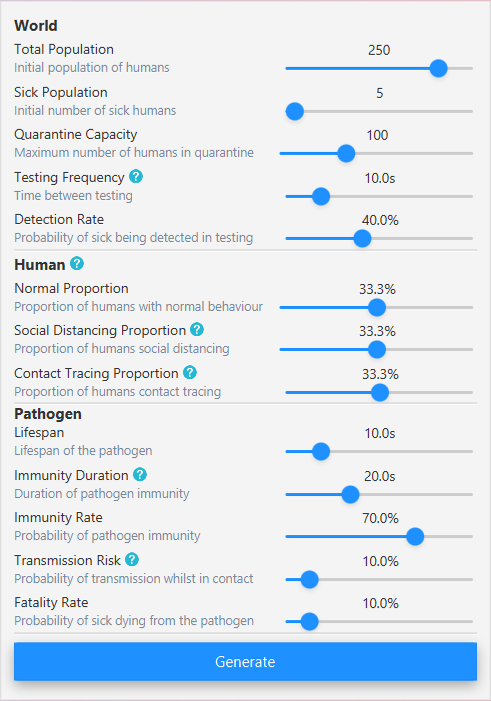 World
Total Population
250
Initial population of humans
Sick Population
5
Initial number of sick humans
Quarantine Capacity
100
Maximum number of humans in quarantine
Testing Frequency ?
10.0s
Time between testing
Detection Rate
40.0%
Probability of sick being detected in testing
Human ?
Normal Proportion
33.3%
Proportion of humans with normal behaviour
Social Distancing Proportion ?
33.3%
Proportion of humans social distancing
Contact Tracing Proportion ?
33.3%
Proportion of humans contact tracing
Pathogen
Lifespan
10.0s
Lifespan of the pathogen
Immunity Duration ?
20.0s
Duration of pathogen immunity
Immunity Rate
70.0%
Probability of pathogen immunity
Transmission Risk ?
10.0%
Probability of transmission whilst in contact
Fatality Rate
10.0%
Probability of sick dying from the pathogen
Generate